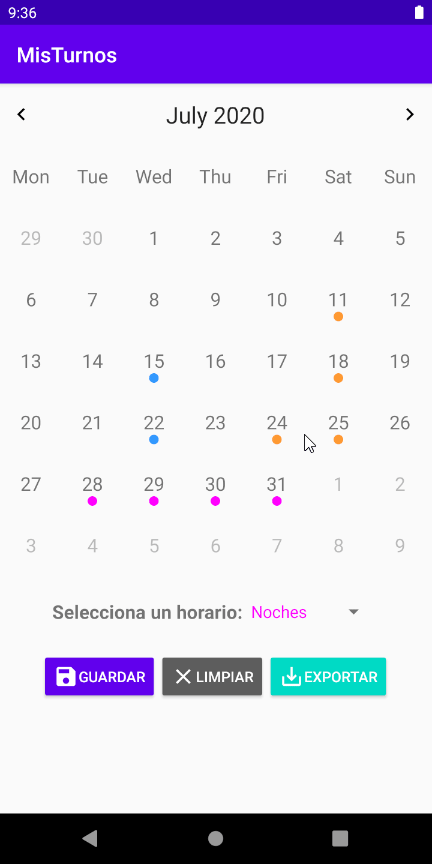 9:36
MisTurnos
July 2020
Mon Tue Wed Thu Fri Sat Sun
29 30 1 2 3 4 5
6 7 8 9 10 11 12
13 14 15 16 17 18 19
20 21 22 23 24 25 26
27 28 29 30 31 1 2
3 4 5 6 7 8 9
Selecciona un horario: Noches
GUARDAR LIMPIAR EXPORTAR